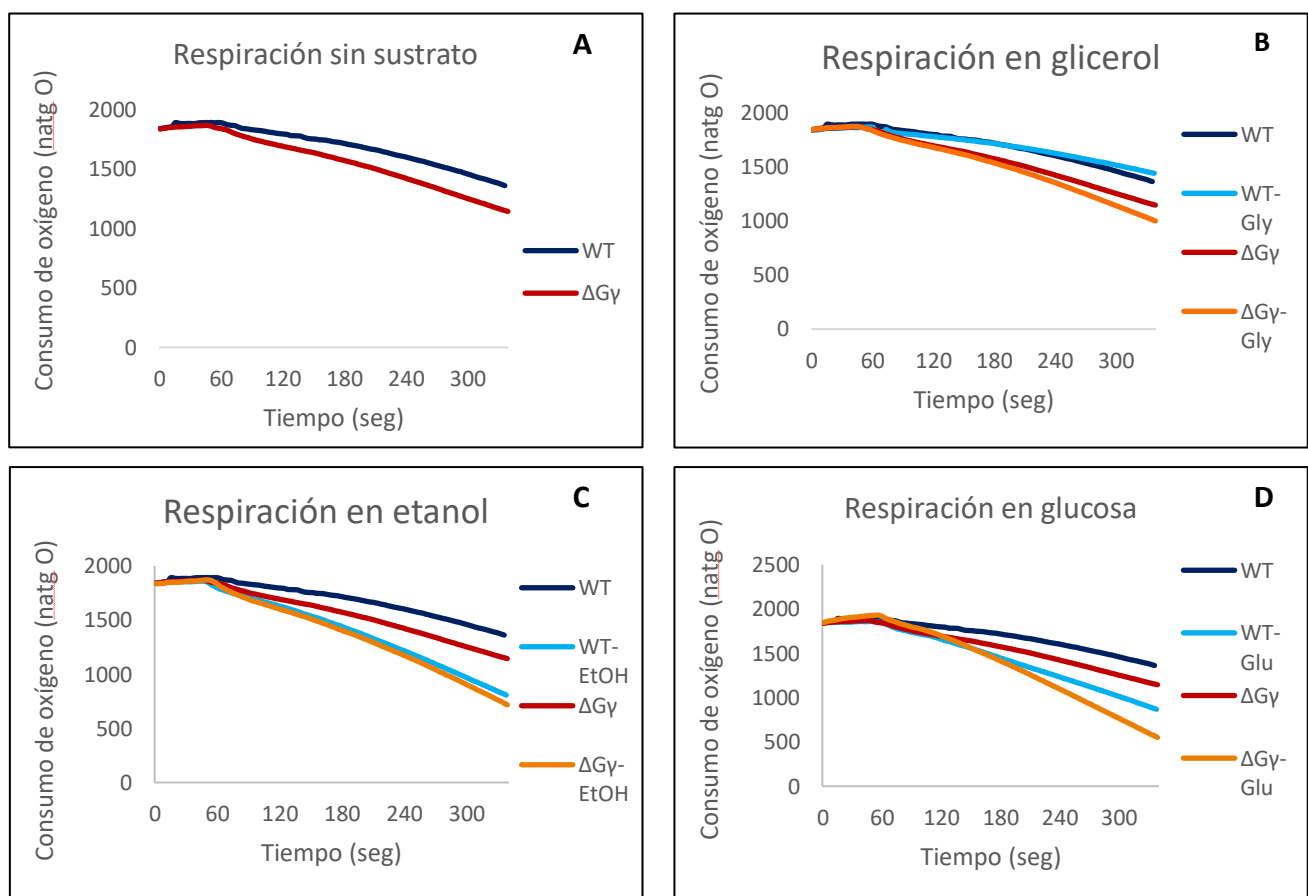 A
Respiración sin sustrato
Consumo de oxígeno (natg O)
2000
1500
1000
500
0
0 60 120 180 240 300
Tiempo (seg)
WT
ΔGγ
B
Respiración en glicerol
Consumo de oxígeno (natg O)
2000
1500
1000
500
0
0 60 120 180 240 300
Tiempo (seg)
WT
WT-
Gly
ΔGγ
ΔGγ-
Gly
C
Respiración en etanol
Consumo de oxígeno (natg O)
2000
1500
1000
500
0
0 60 120 180 240 300
Tiempo (seg)
WT
WT-
EtOH
ΔGγ
ΔGγ-
EtOH
D
Respiración en glucosa
Consumo de oxígeno (natg O)
2500
2000
1500
1000
500
0
0 60 120 180 240 300
Tiempo (seg)
WT
WT-
Glu
ΔGγ
ΔGγ-
Glu